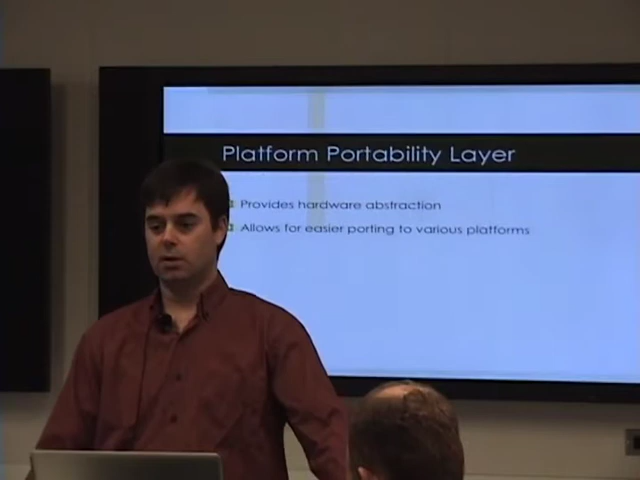 Platform Portability Layer
Provides hardware abstraction
Allows for easier porting to various platforms